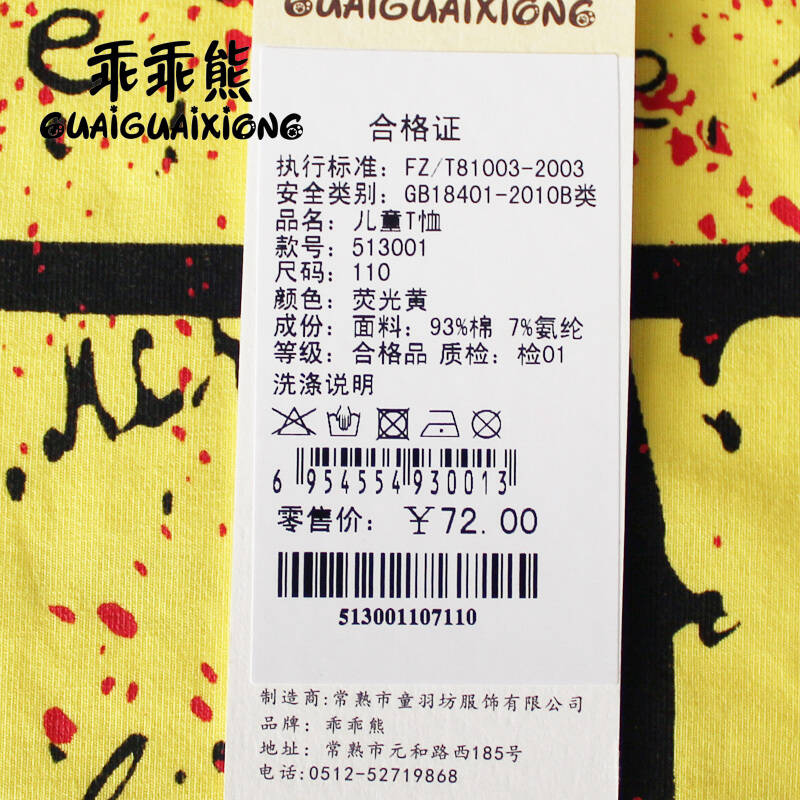 GUAIGUAIXIONG
乖乖熊
GUAIGUAIXIONG
合格证
执行标准：FZ/T81003-2003
安全类别：GB18401-2010B类
品名：儿童T恤
款号：513001
尺码：110
颜色：荧光黄
成份：面料：93%棉 7%氨纶
等级：合格品 质检：检01
洗涤说明
6 954554 930013
零售价：￥72.00
513001107110
制造商:常熟市童羽坊服饰有限公司
品牌：乖乖熊
地址：常熟市元和路西185号
电话:0512-52719868